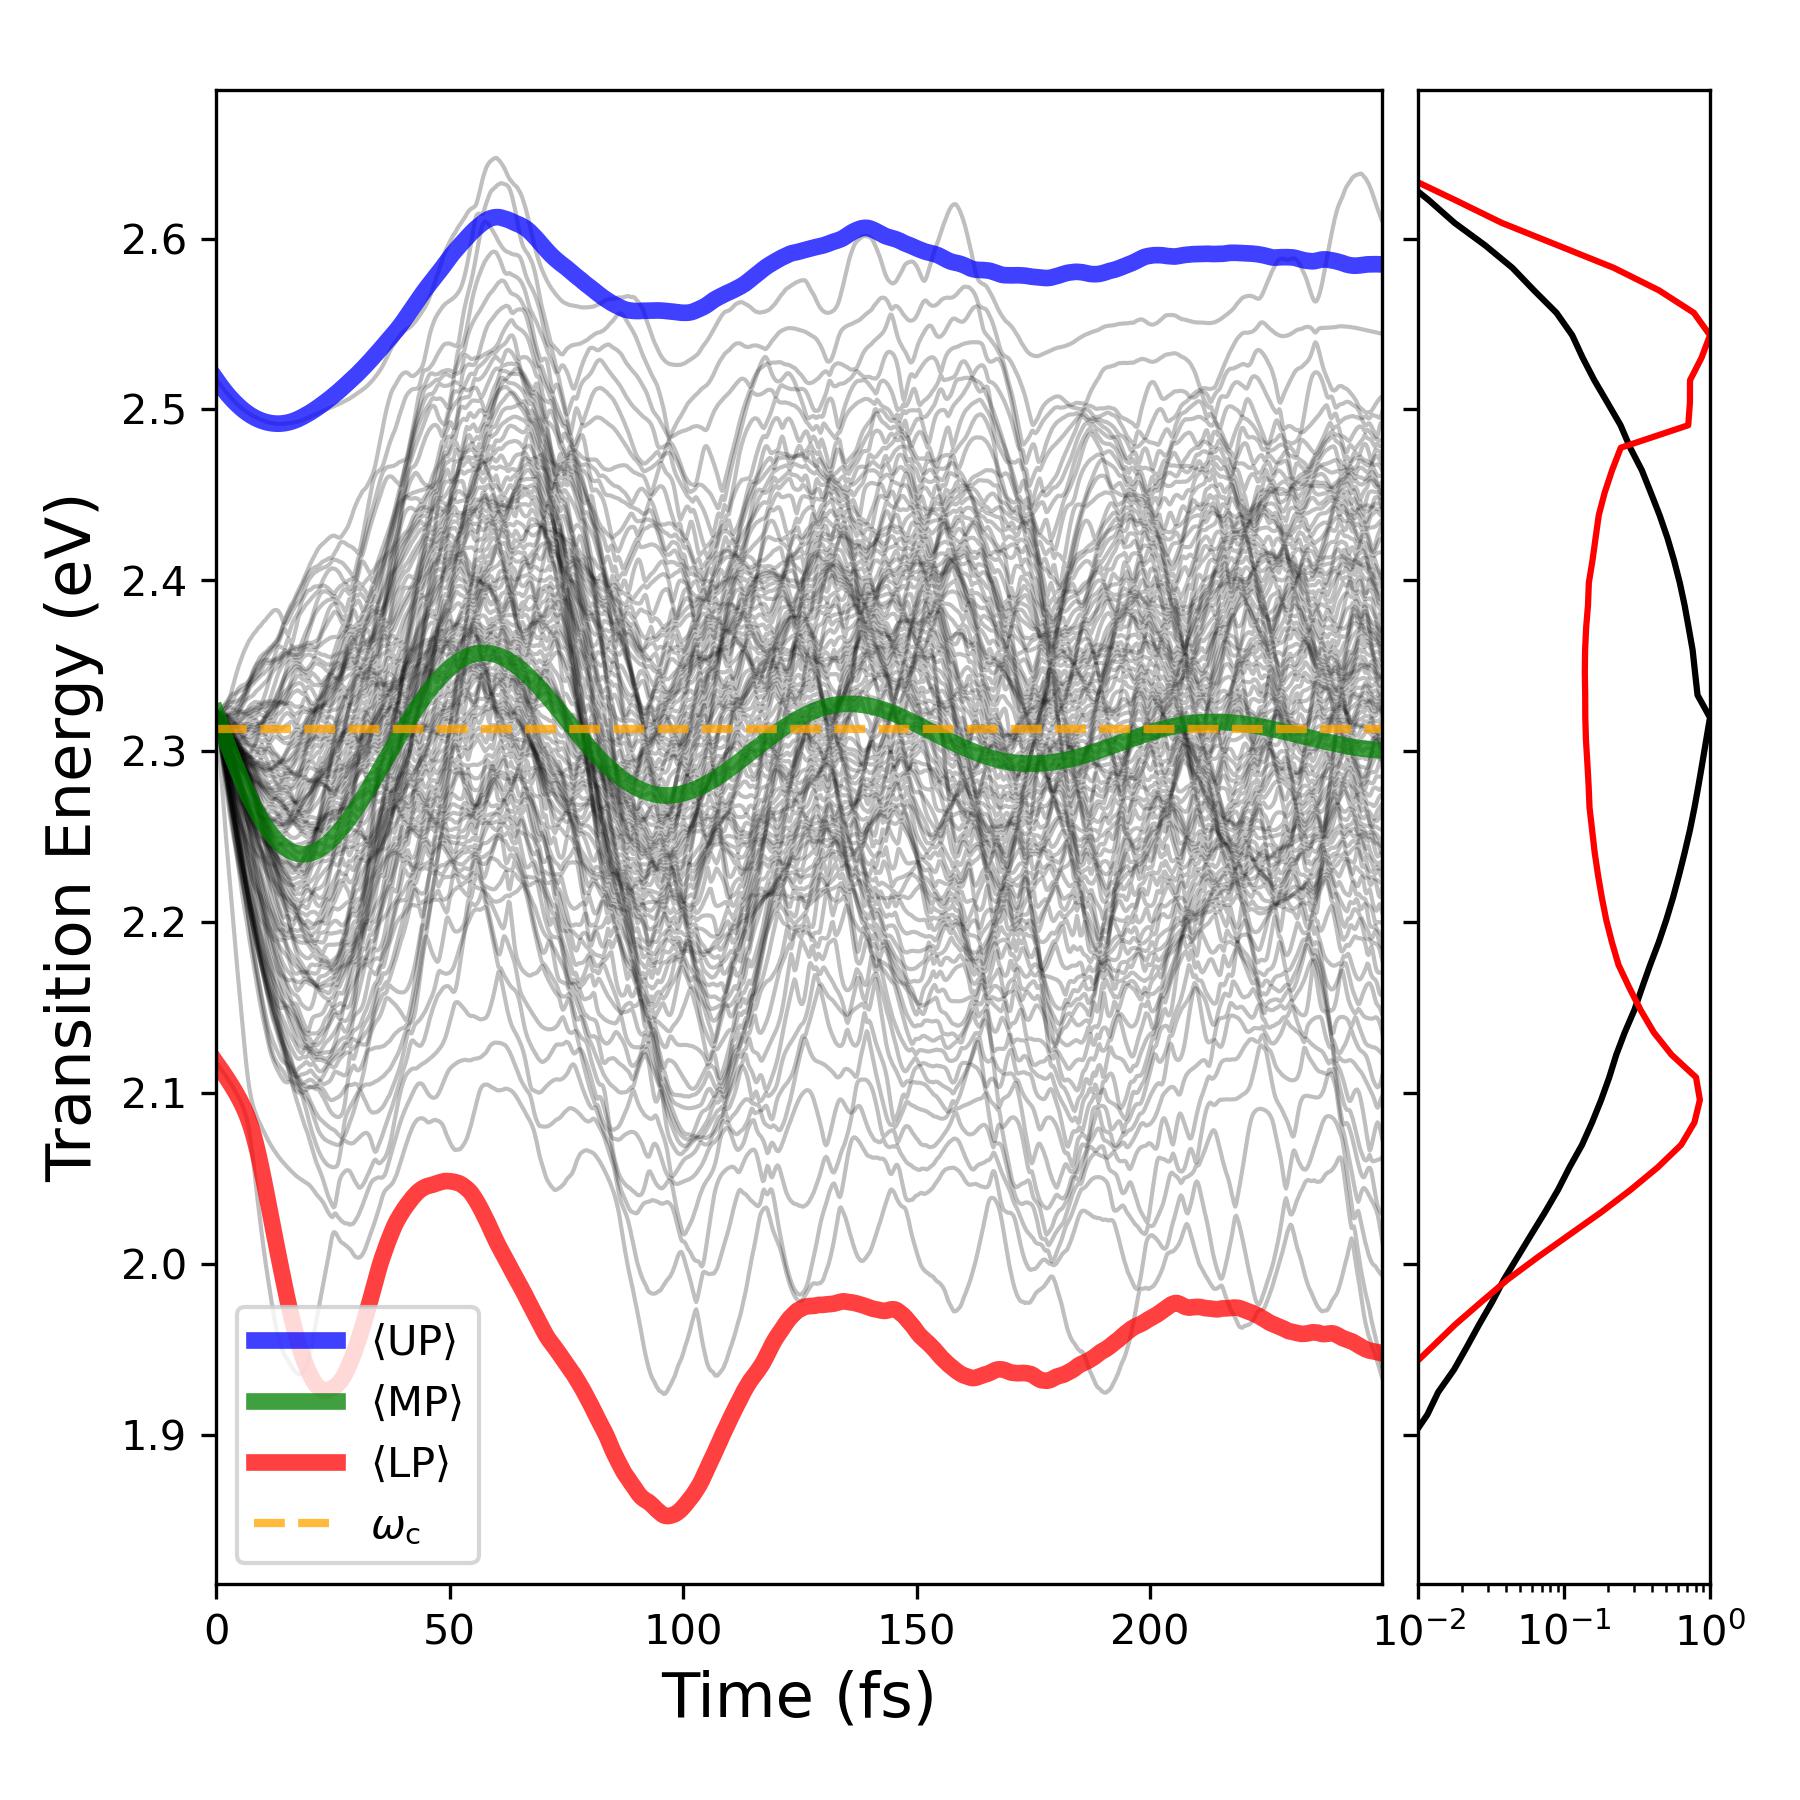 Transition Energy (eV)
2.6
2.5
2.4
2.3
2.2
2.1
2.0
1.9
⟨UP⟩
⟨MP⟩
⟨LP⟩
ω_c
0 50 100 150 200
Time (fs)
10⁻² 10⁻¹ 10⁰